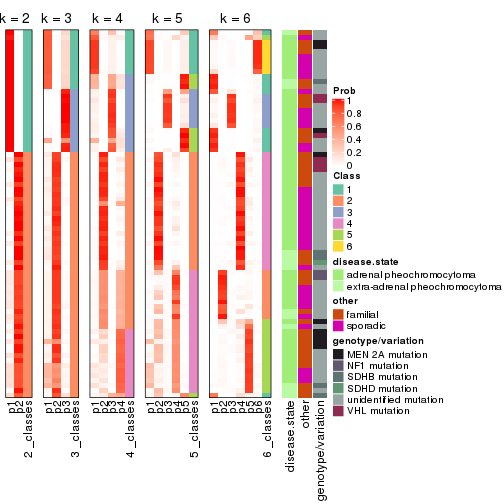 k = 2 k = 3 k = 4 k = 5 k = 6
Prob
1
0.8
0.6
0.4
0.2
0
Class
1
2
3
4
5
6
disease.state
adrenal pheochromocytoma
extra-adrenal pheochromocytoma
other
familial
sporadic
genotype/variation
MEN 2A mutation
NF1 mutation
SDHB mutation
SDHD mutation
unidentified mutation
VHL mutation
p1
p2
2_classes
p1
p2
p3
3_classes
p1
p2
p3
p4
4_classes
p1
p2
p3
p4
p5
5_classes
p1
p2
p3
p4
p5
p6
6_classes
disease.state
other
genotype/variation